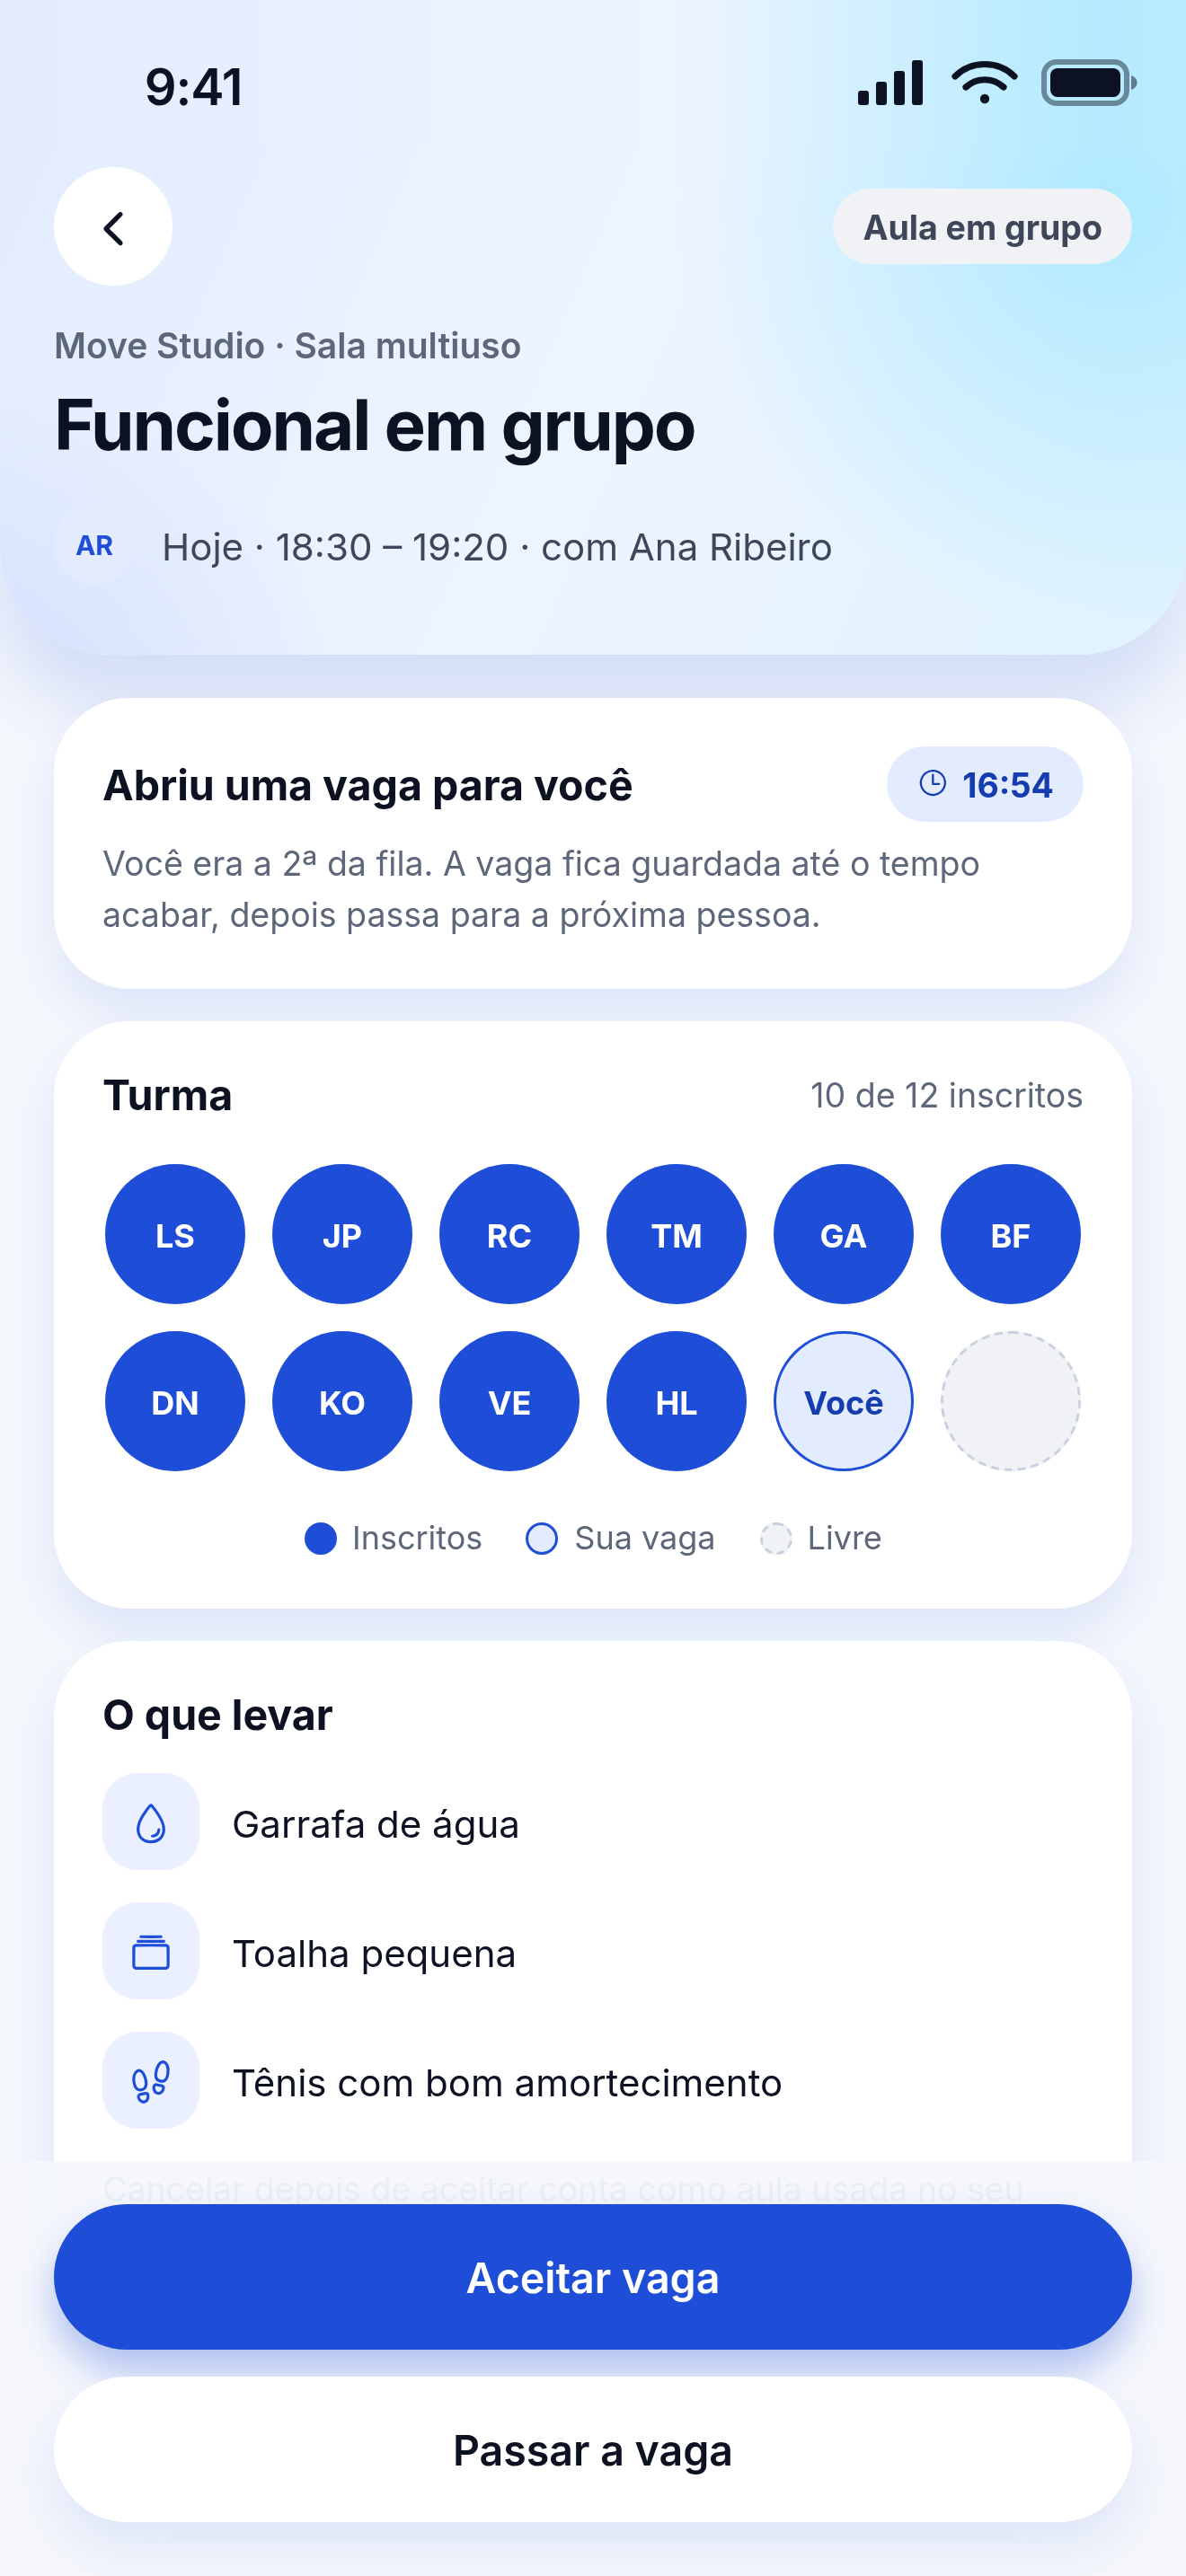 9:41
Aula em grupo
Move Studio · Sala multiuso
Funcional em grupo
AR
Hoje · 18:30 – 19:20 · com Ana Ribeiro
Abriu uma vaga para você
16:54
Você era a 2ª da fila. A vaga fica guardada até o tempo
acabar, depois passa para a próxima pessoa.
Turma
10 de 12 inscritos
LS JP RC TM GA BF
DN KO VE HL Você
Inscritos Sua vaga Livre
O que levar
Garrafa de água
Toalha pequena
Tênis com bom amortecimento
Cancelar depois de aceitar conta como aula usada no seu
Aceitar vaga
Passar a vaga